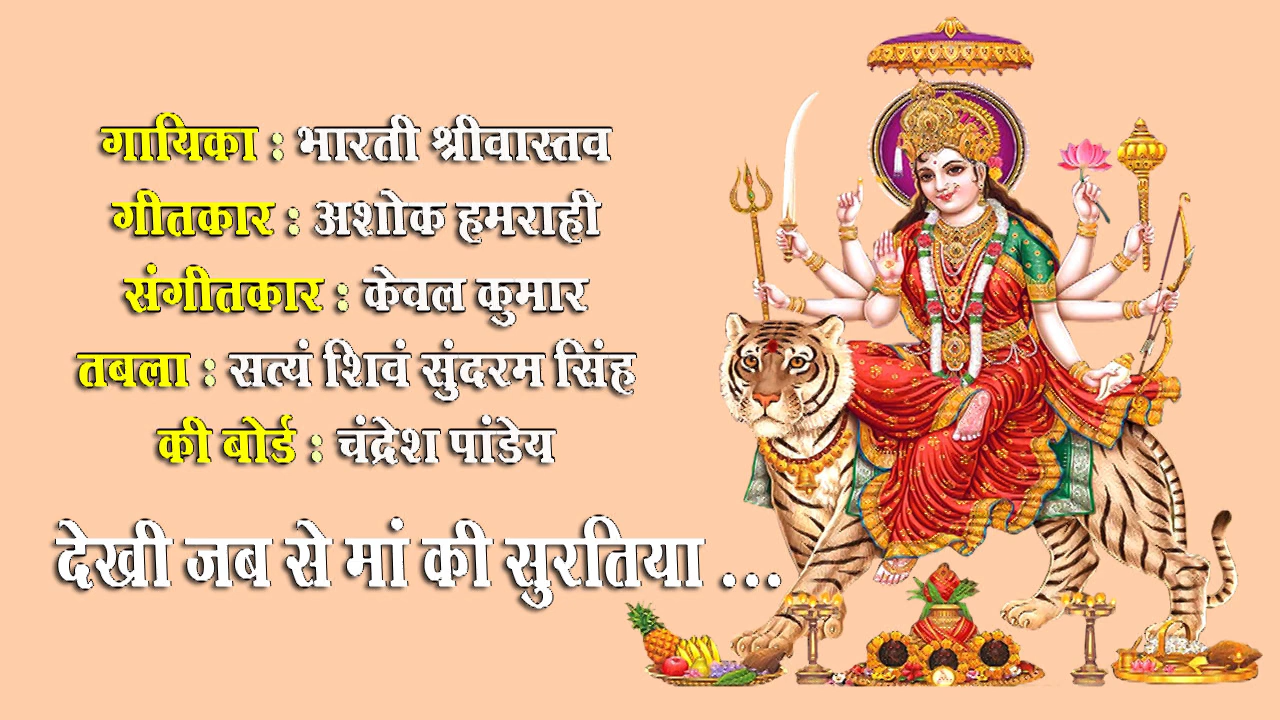 गायिका : भारती श्रीवास्तव
गीतकार : अशोक हमराही
संगीतकार : केवल कुमार
तबला : सत्यं शिवं सुंदरम सिंह
की बोर्ड : चंद्रेश पांडेय
देखी जब से मां की सुरतिया ...